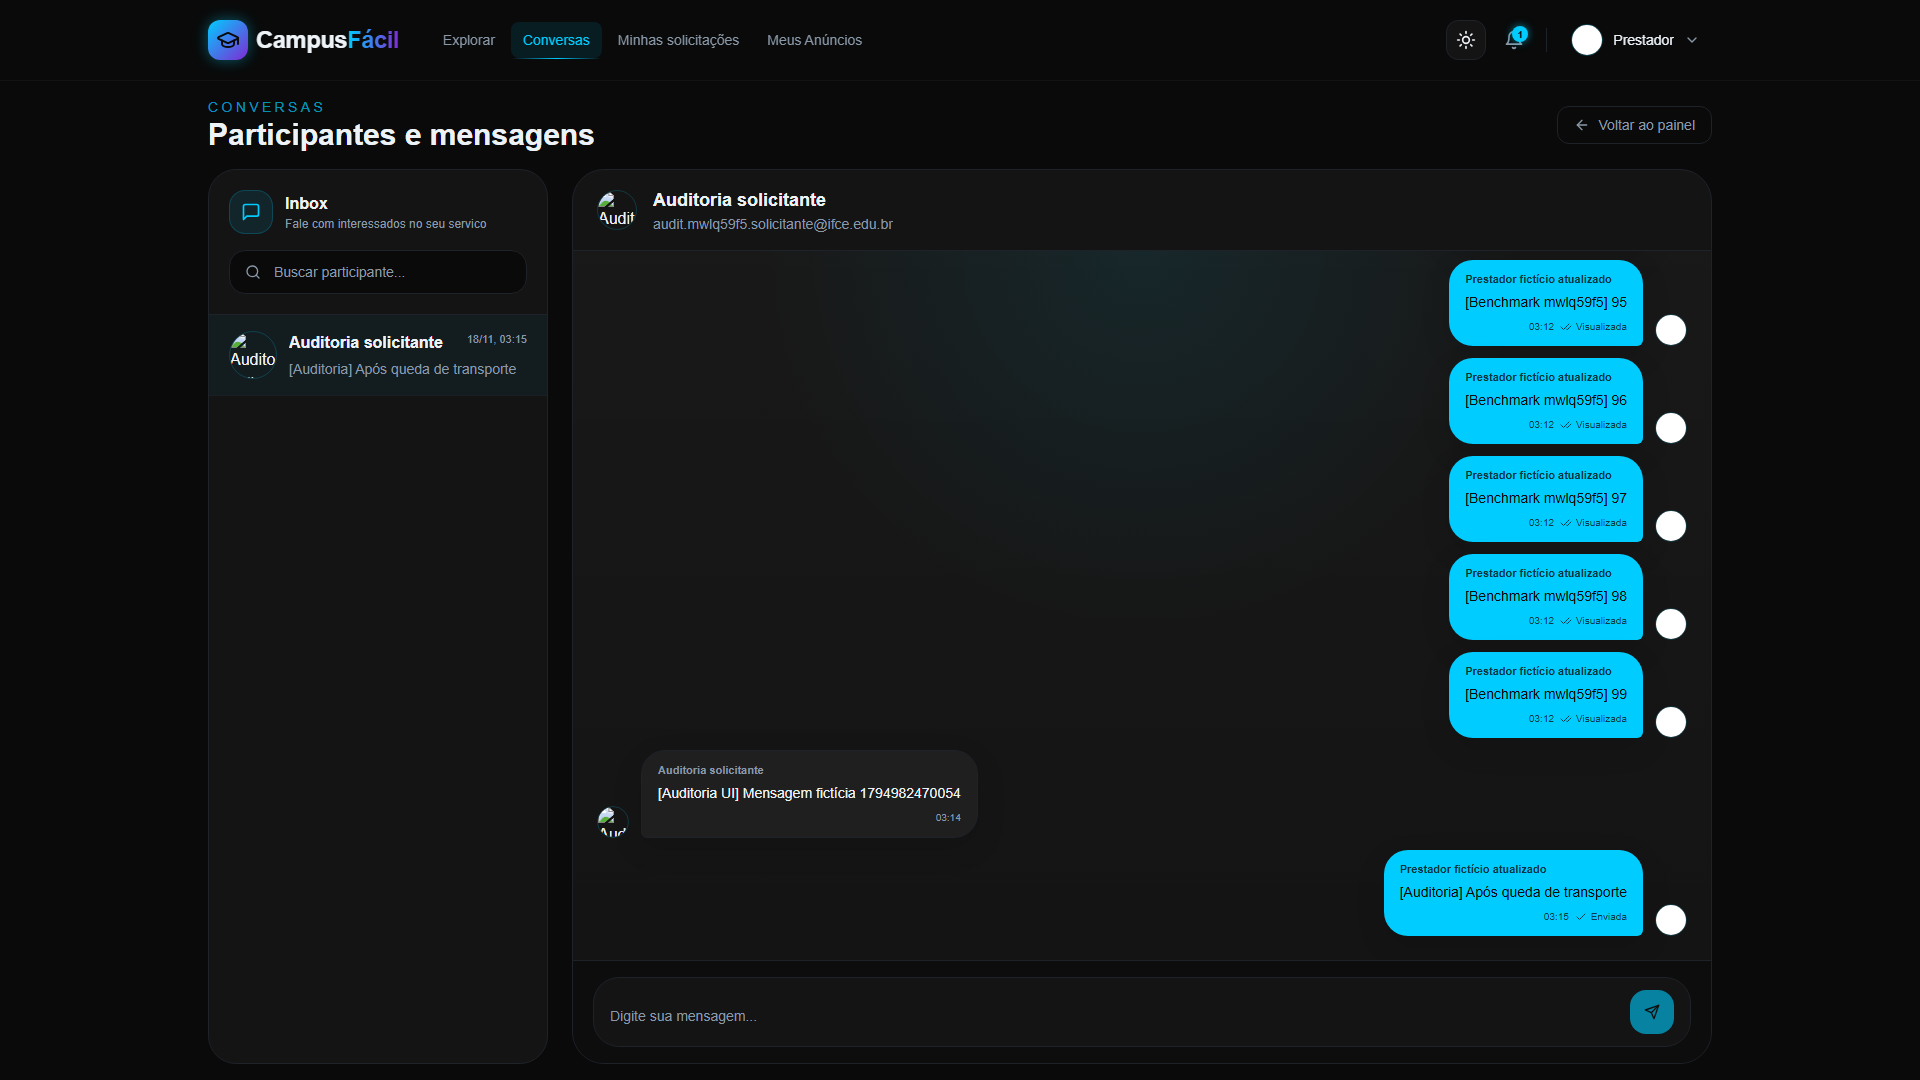 CampusFácil
Explorar
Conversas
Minhas solicitações
Meus Anúncios
1
Prestador
CONVERSAS
Participantes e mensagens
Voltar ao painel
Inbox
Fale com interessados no seu servico
Buscar participante...
Audito
Auditoria solicitante
18/11, 03:15
[Auditoria] Após queda de transporte
Audit
Auditoria solicitante
audit.mwlq59f5.solicitante@ifce.edu.br
Prestador fictício atualizado
[Benchmark mwlq59f5] 95
03:12 Visualizada
Prestador fictício atualizado
[Benchmark mwlq59f5] 96
03:12 Visualizada
Prestador fictício atualizado
[Benchmark mwlq59f5] 97
03:12 Visualizada
Prestador fictício atualizado
[Benchmark mwlq59f5] 98
03:12 Visualizada
Prestador fictício atualizado
[Benchmark mwlq59f5] 99
03:12 Visualizada
Auditoria solicitante
[Auditoria UI] Mensagem fictícia 1794982470054
03:14
Aud
Prestador fictício atualizado
[Auditoria] Após queda de transporte
03:15 Enviada
Digite sua mensagem...